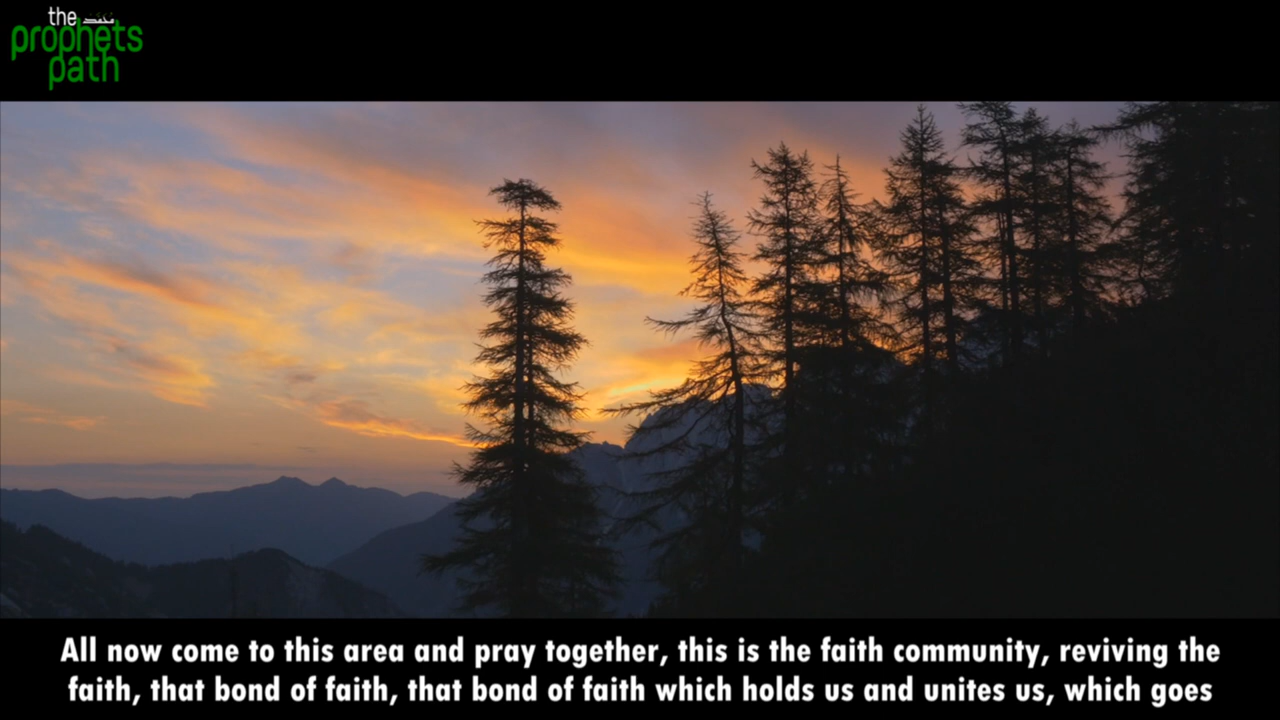 the محمد
prophets
path
All now come to this area and pray together, this is the faith community, reviving the
faith, that bond of faith, that bond of faith which holds us and unites us, which goes